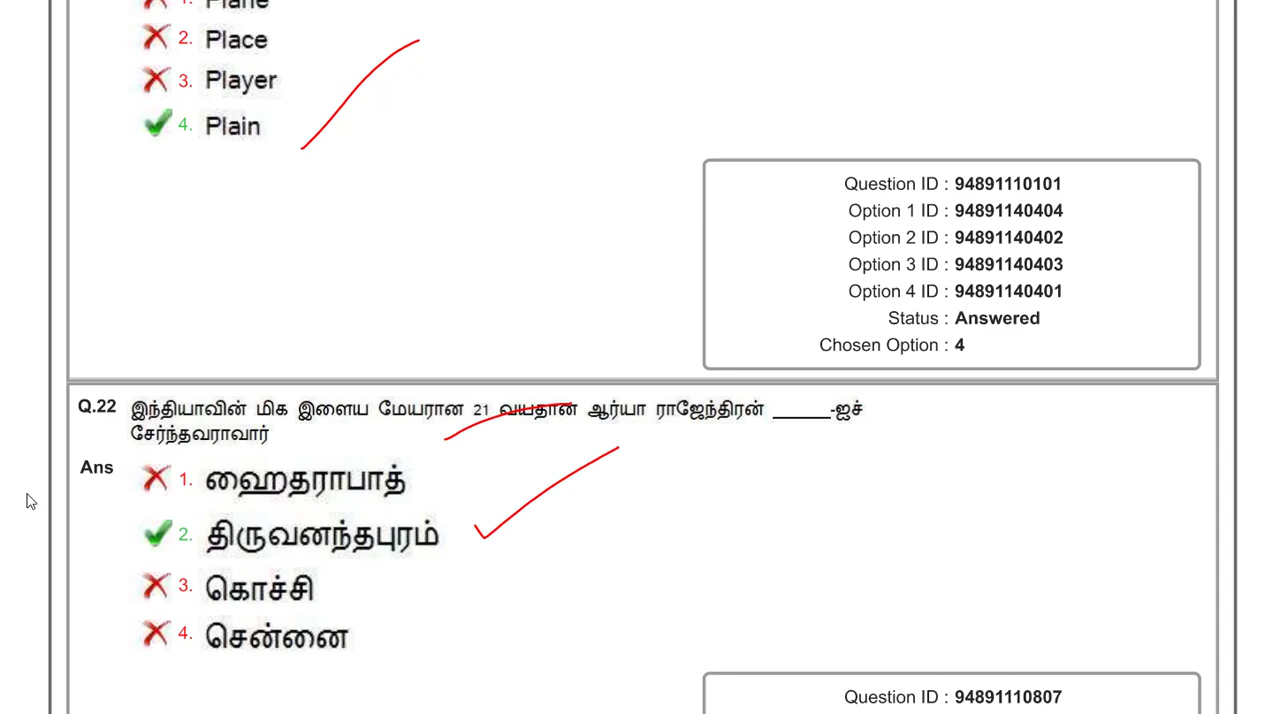 1. Plane
2. Place
3. Player
4. Plain
Question ID : 94891110101
Option 1 ID : 94891140404
Option 2 ID : 94891140402
Option 3 ID : 94891140403
Option 4 ID : 94891140401
Status : Answered
Chosen Option : 4
Q.22 இந்தியாவின் மிக இளைய மேயரான 21 வயதான ஆர்யா ராஜேந்திரன் ______-ஐச்
சேர்ந்தவராவார்
Ans 1. ஹைதராபாத்
2. திருவனந்தபுரம்
3. கொச்சி
4. சென்னை
Question ID : 94891110807